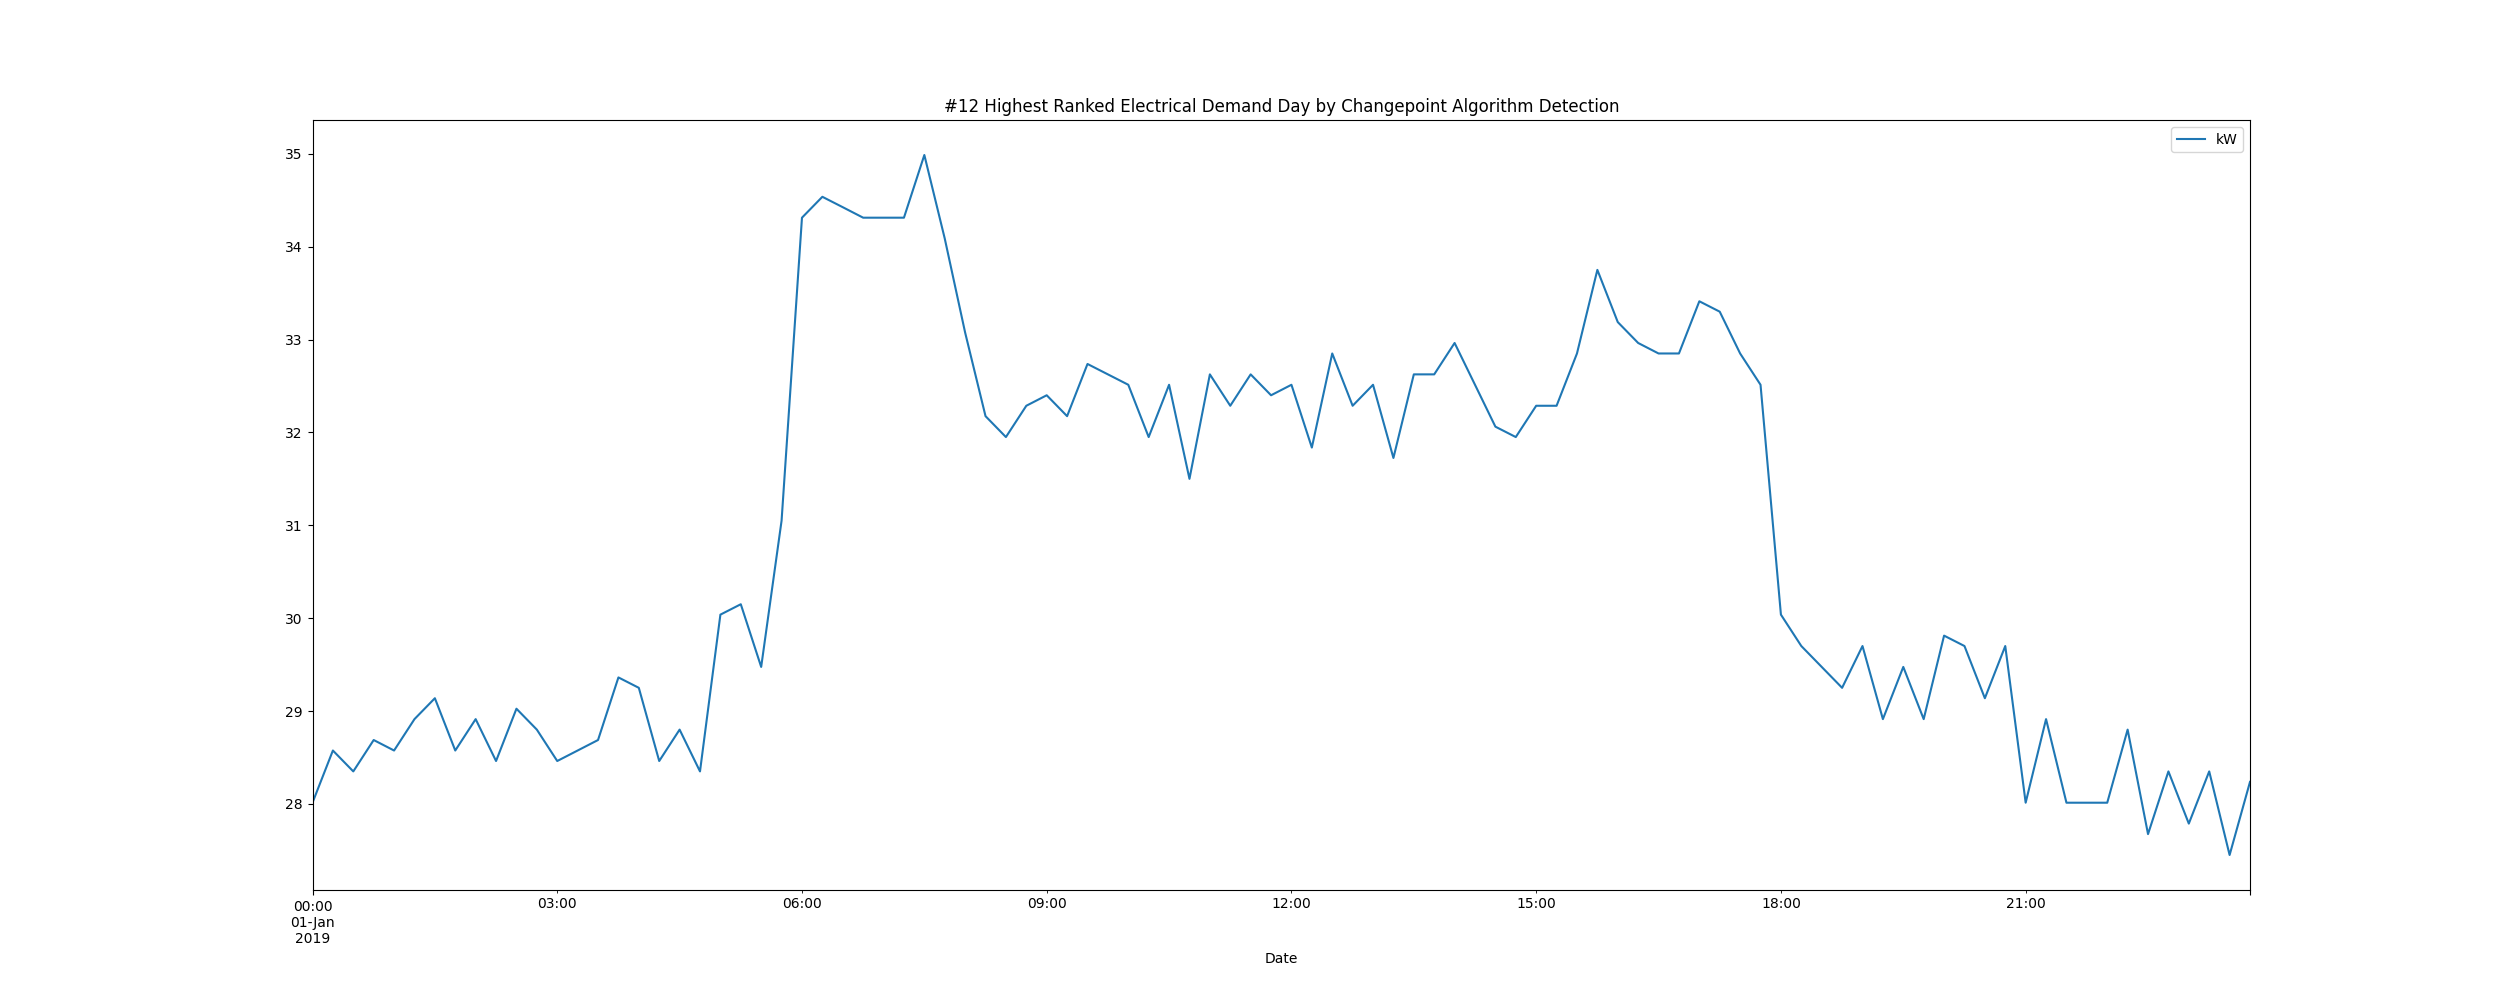 #12 Highest Ranked Electrical Demand Day by Changepoint Algorithm Detection
kW
35
34
33
32
31
30
29
28
00:00 03:00 06:00 09:00 12:00 15:00 18:00 21:00
01-Jan
2019
Date